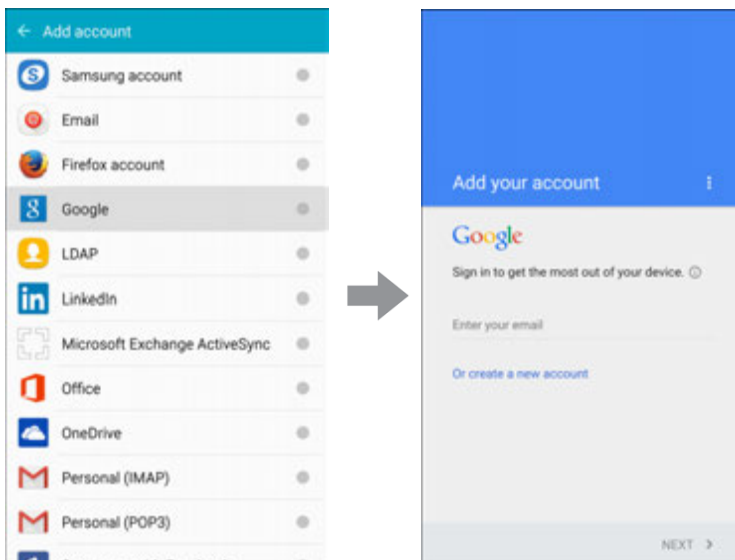 Add account
Samsung account
Email
Firefox account
Google
LDAP
LinkedIn
Microsoft Exchange ActiveSync
Office
OneDrive
Personal (IMAP)
Personal (POP3)
Add your account
Google
Sign in to get the most out of your device.
Enter your email
Or create a new account
NEXT